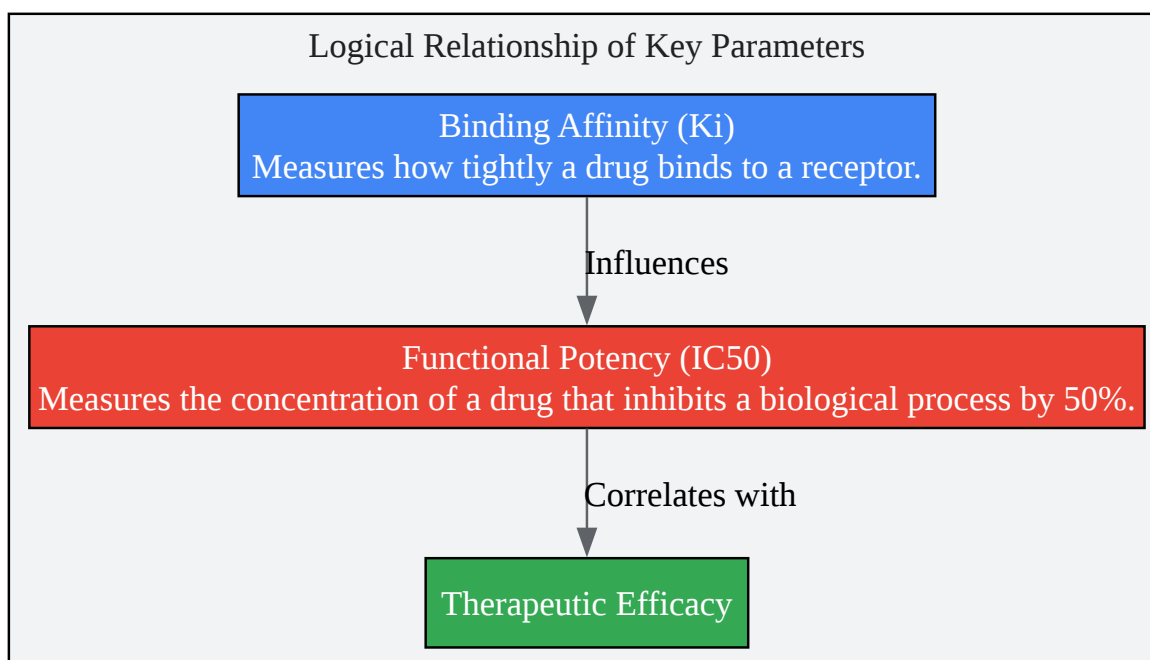 Logical Relationship of Key Parameters
Binding Affinity (Ki)
Measures how tightly a drug binds to a receptor.
Influences
Functional Potency (IC50)
Measures the concentration of a drug that inhibits a biological process by 50%.
Correlates with
Therapeutic Efficacy